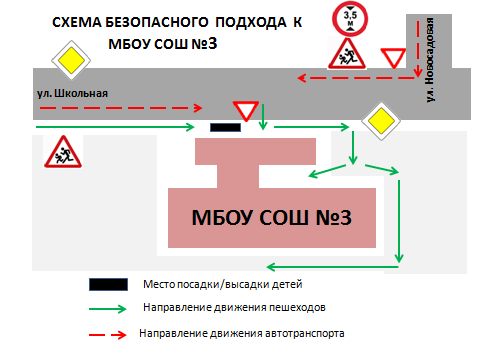 СХЕМА БЕЗОПАСНОГО ПОДХОДА К
МБОУ СОШ №3
3,5
м
ул. Новосадовая
ул. Школьная
МБОУ СОШ №3
Место посадки/высадки детей
Направление движения пешеходов
Направление движения автотранспорта